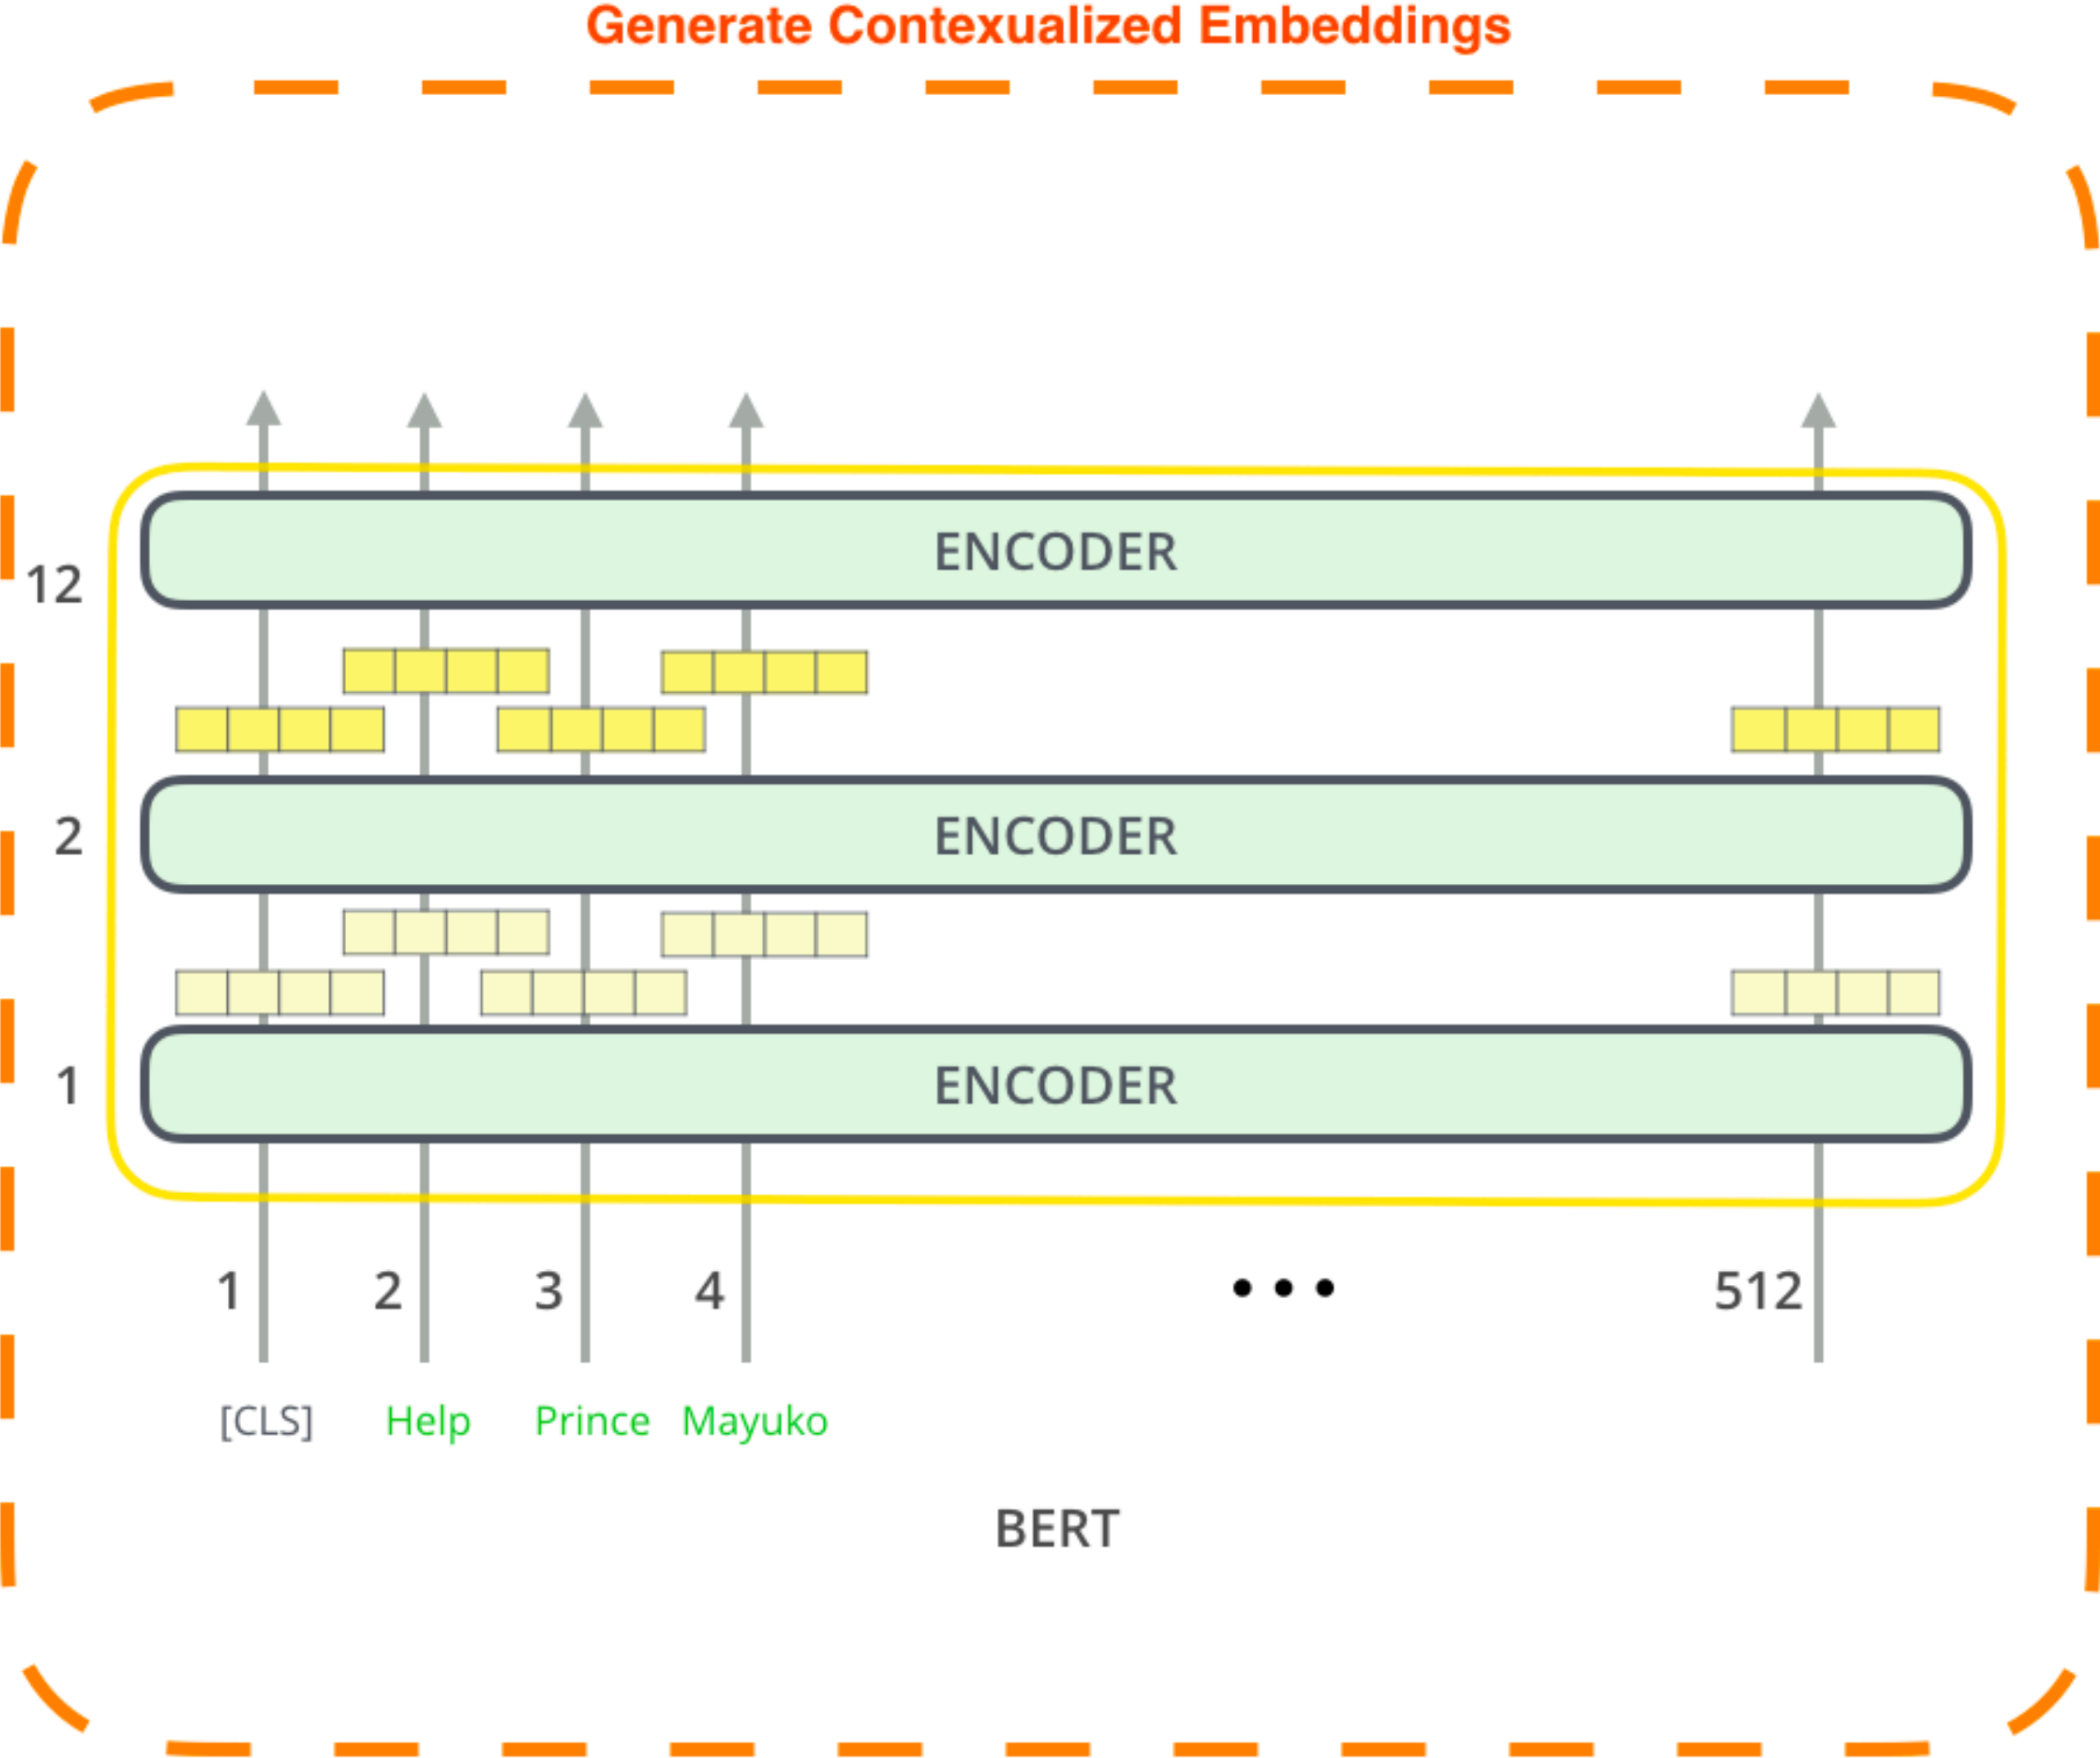 Generate Contexualized Embeddings
12 ENCODER
2 ENCODER
1 ENCODER
1 2 3 4 ••• 512
[CLS] Help Prince Mayuko
BERT